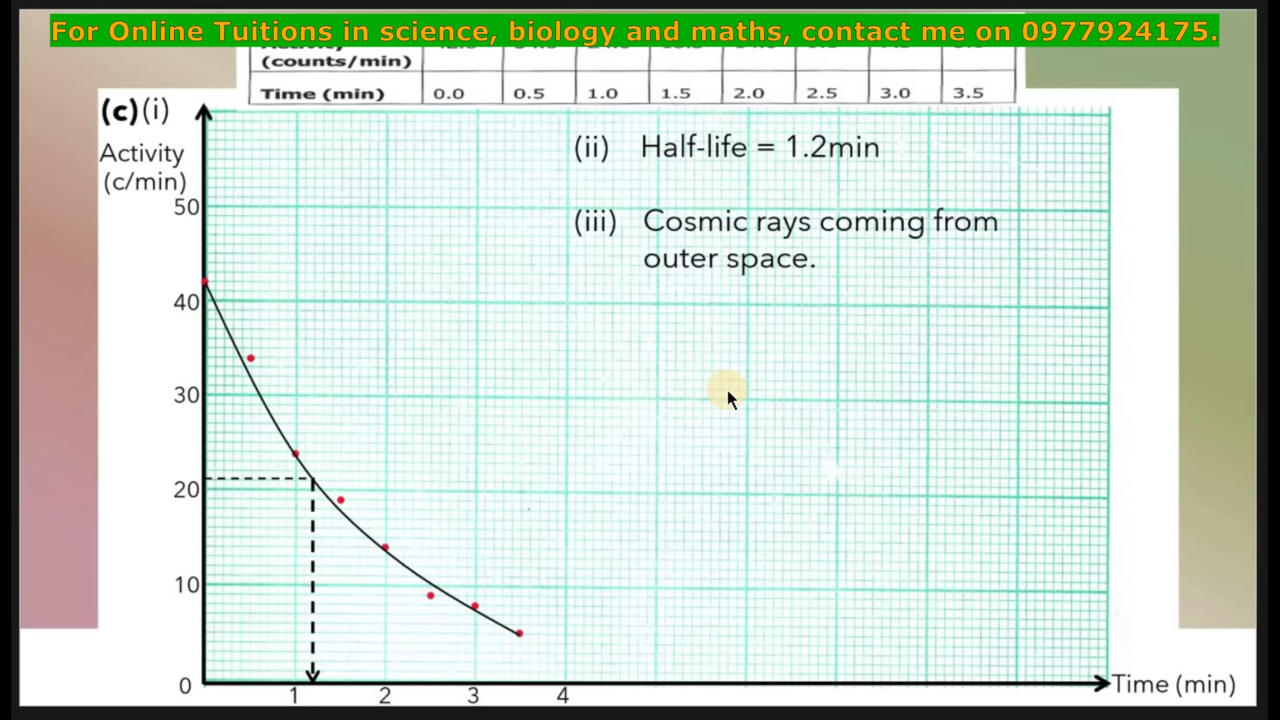 For Online Tuitions in science, biology and maths, contact me on 0977924175.
(counts/min)
Time (min) 0.0 0.5 1.0 1.5 2.0 2.5 3.0 3.5
(c)(i)
Activity
(c/min)
(ii) Half-life = 1.2min
(iii) Cosmic rays coming from
outer space.
50
40
30
20
10
0
1 2 3 4
Time (min)